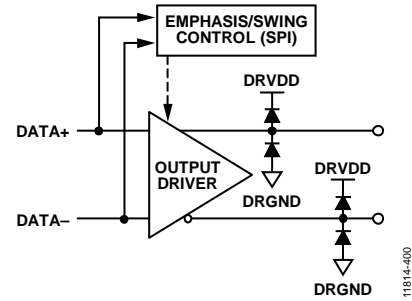 EMPHASIS/SWING
CONTROL (SPI)
DRVDD
DATA+
OUTPUT
DRIVER
DRVDD
DRGND
DATA–
DRGND
11814-400